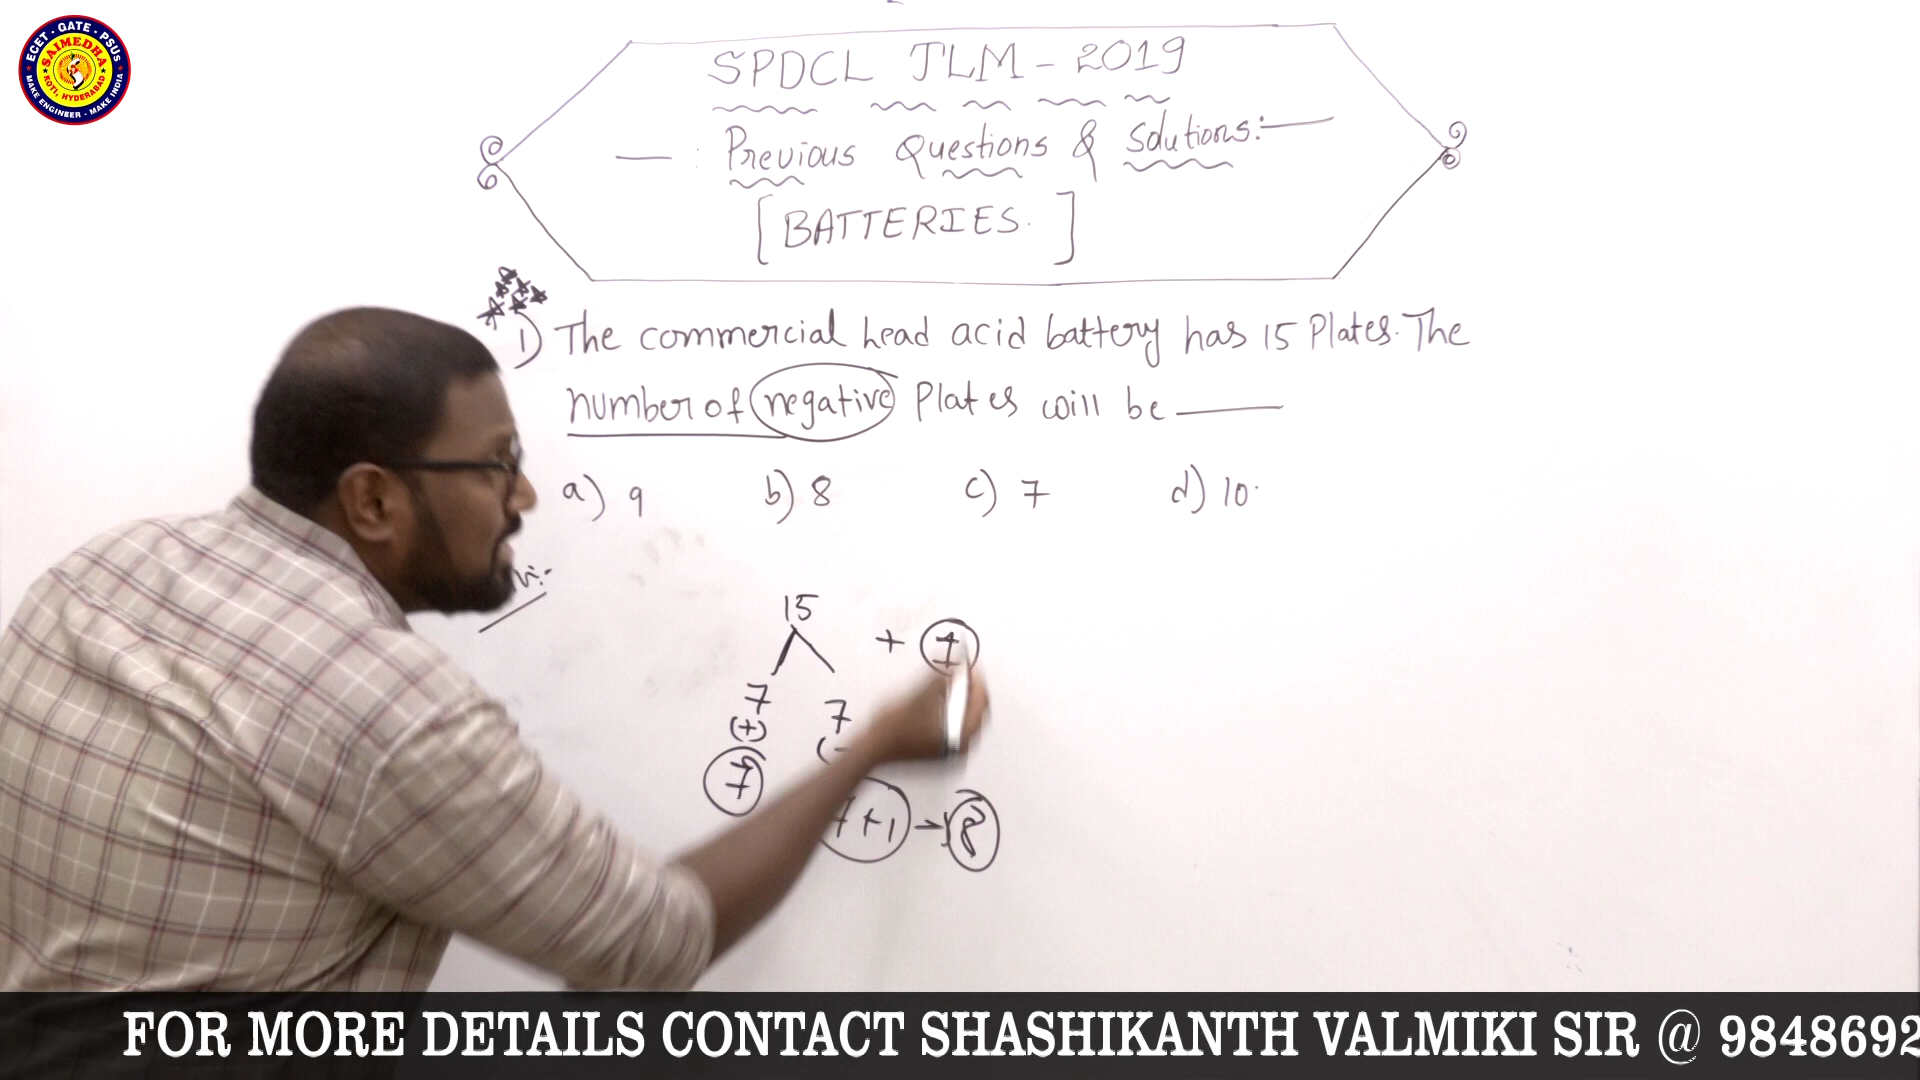 ECET - GATE - PSUS
SAIMEDHA
KOTI, HYDERABAD
MAKE ENGINEER - MAKE INDIA
SPDCL JLM - 2019
— : Previous Questions & Solutions: —
[BATTERIES.]
1) The commercial Lead acid battery has 15 Plates. The
number of negative Plates will be ——
a) 9 b) 8 c) 7 d) 10.
15 + 1
7 7
(+) (-
7 7+1 → 8
FOR MORE DETAILS CONTACT SHASHIKANTH VALMIKI SIR @ 9848692